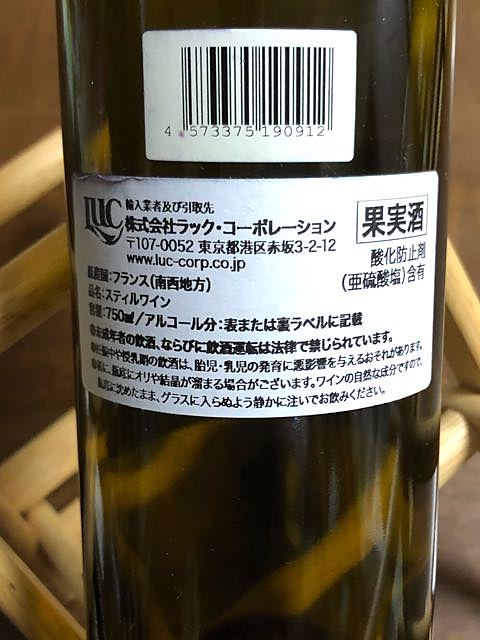 4 573375 190912
LUC
輸入業者及び引取先
株式会社ラック・コーポレーション
〒107-0052 東京都港区赤坂3-2-12
www.luc-corp.co.jp
果実酒
酸化防止剤
(亜硫酸塩)含有
原産国:フランス(南西地方)
品名:スティルワイン
容量:750ml/アルコール分:表または裏ラベルに記載
●未成年者の飲酒、ならびに飲酒運転は法律で禁じられています。
●妊娠中や授乳期の飲酒は、胎児・乳児の発育に悪影響を与えるおそれがあります。
に、瓶底にオリや結晶が溜まる場合がございます。ワインの自然な成分ですので、
瓶底に沈めたまま、グラスに入らぬよう静かに注いでお飲みください。